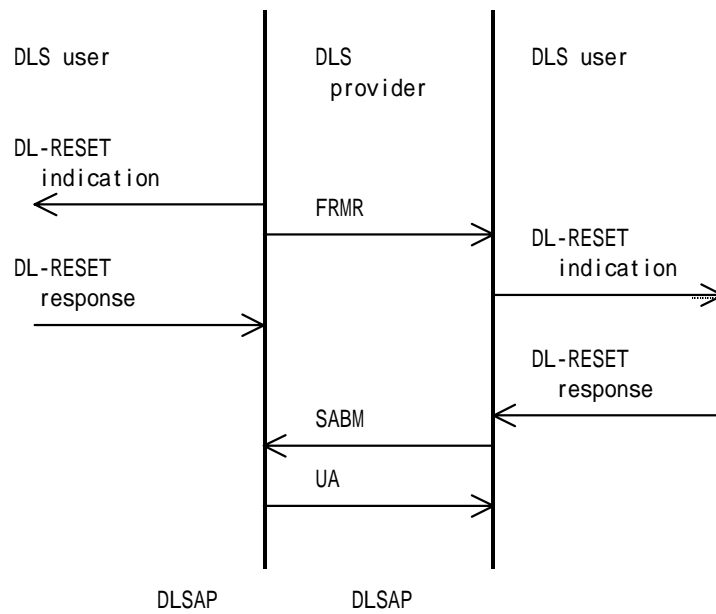 DLS user
DLS
provider
DLS user
DL-RESET
indication
FRMR
DL-RESET
indication
DL-RESET
response
DL-RESET
response
SABM
UA
DLSAP
DLSAP